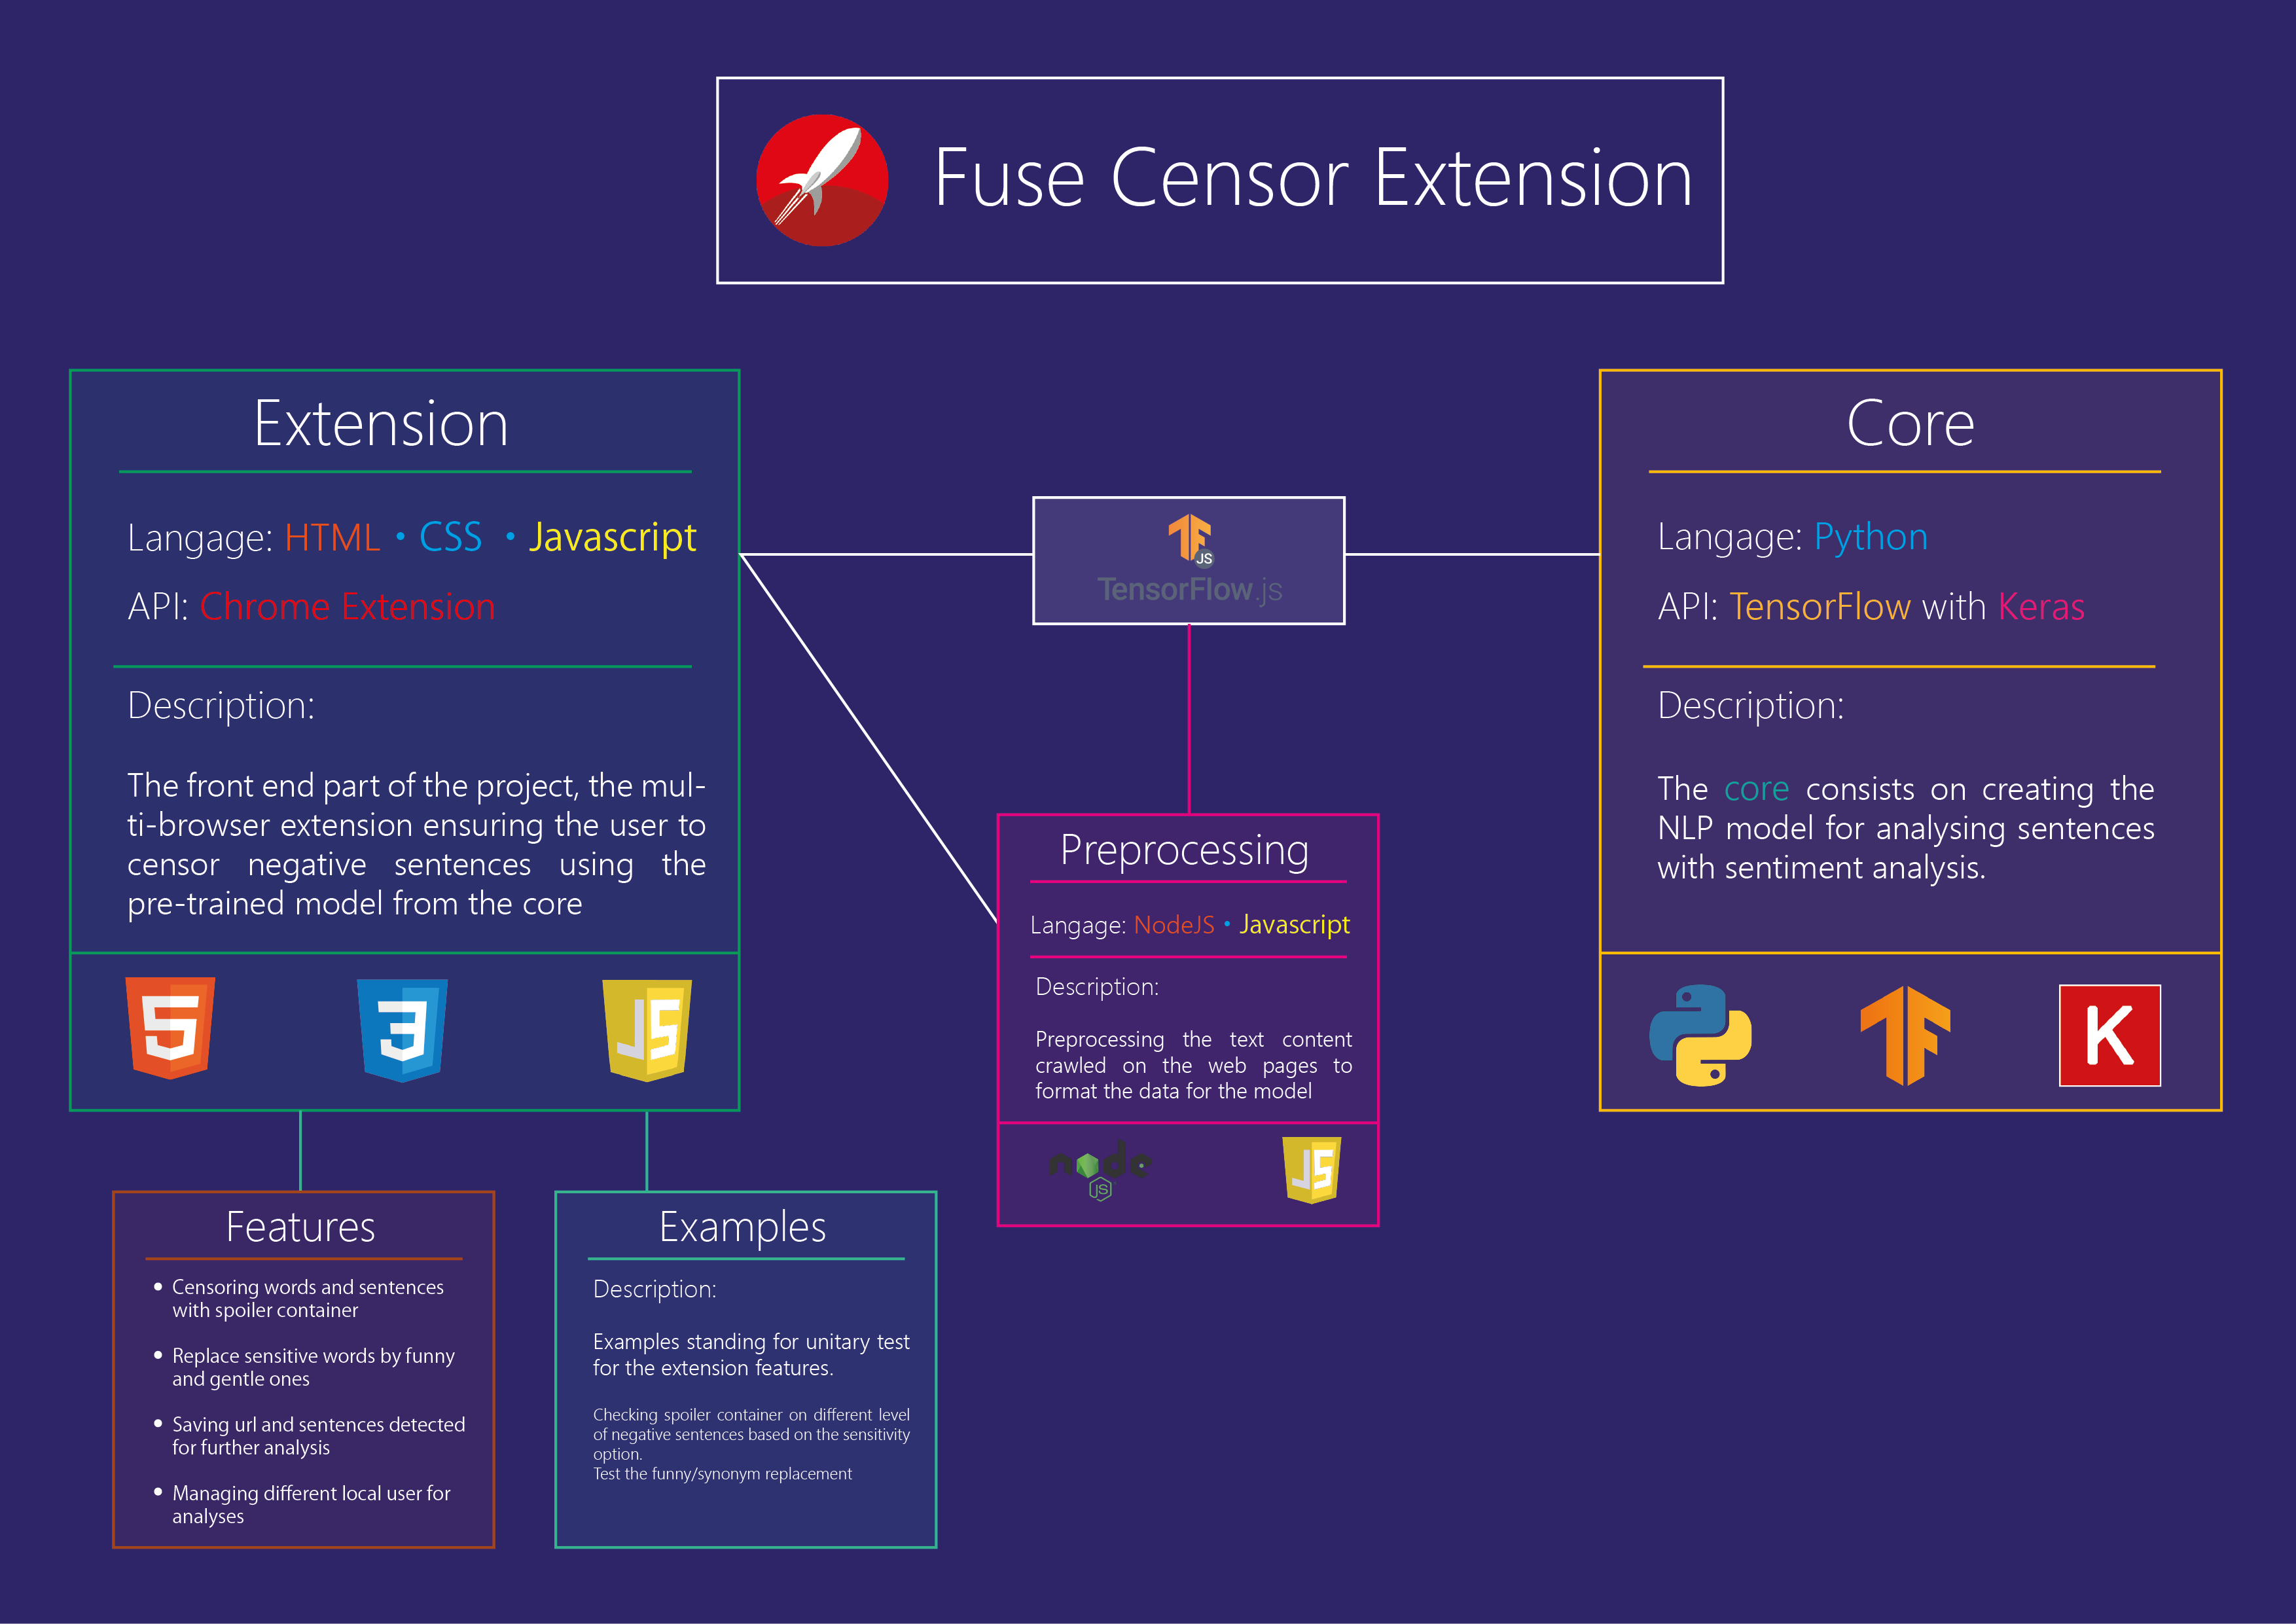 Fuse Censor Extension
Extension
Langage: HTML • CSS • Javascript
API: Chrome Extension
Description:
The front end part of the project, the mul-
ti-browser extension ensuring the user to
censor negative sentences using the
pre-trained model from the core
5
3
JS
Features
• Censoring words and sentences
with spoiler container
• Replace sensitive words by funny
and gentle ones
• Saving url and sentences detected
for further analysis
• Managing different local user for
analyses
Examples
Description:
Examples standing for unitary test
for the extension features.
Checking spoiler container on different level
of negative sentences based on the sensitivity
option.
Test the funny/synonym replacement
JS
TensorFlow.js
Preprocessing
Langage: NodeJS • Javascript
Description:
Preprocessing the text content
crawled on the web pages to
format the data for the model
node
JS
JS
Core
Langage: Python
API: TensorFlow with Keras
Description:
The core consists on creating the
NLP model for analysing sentences
with sentiment analysis.
K